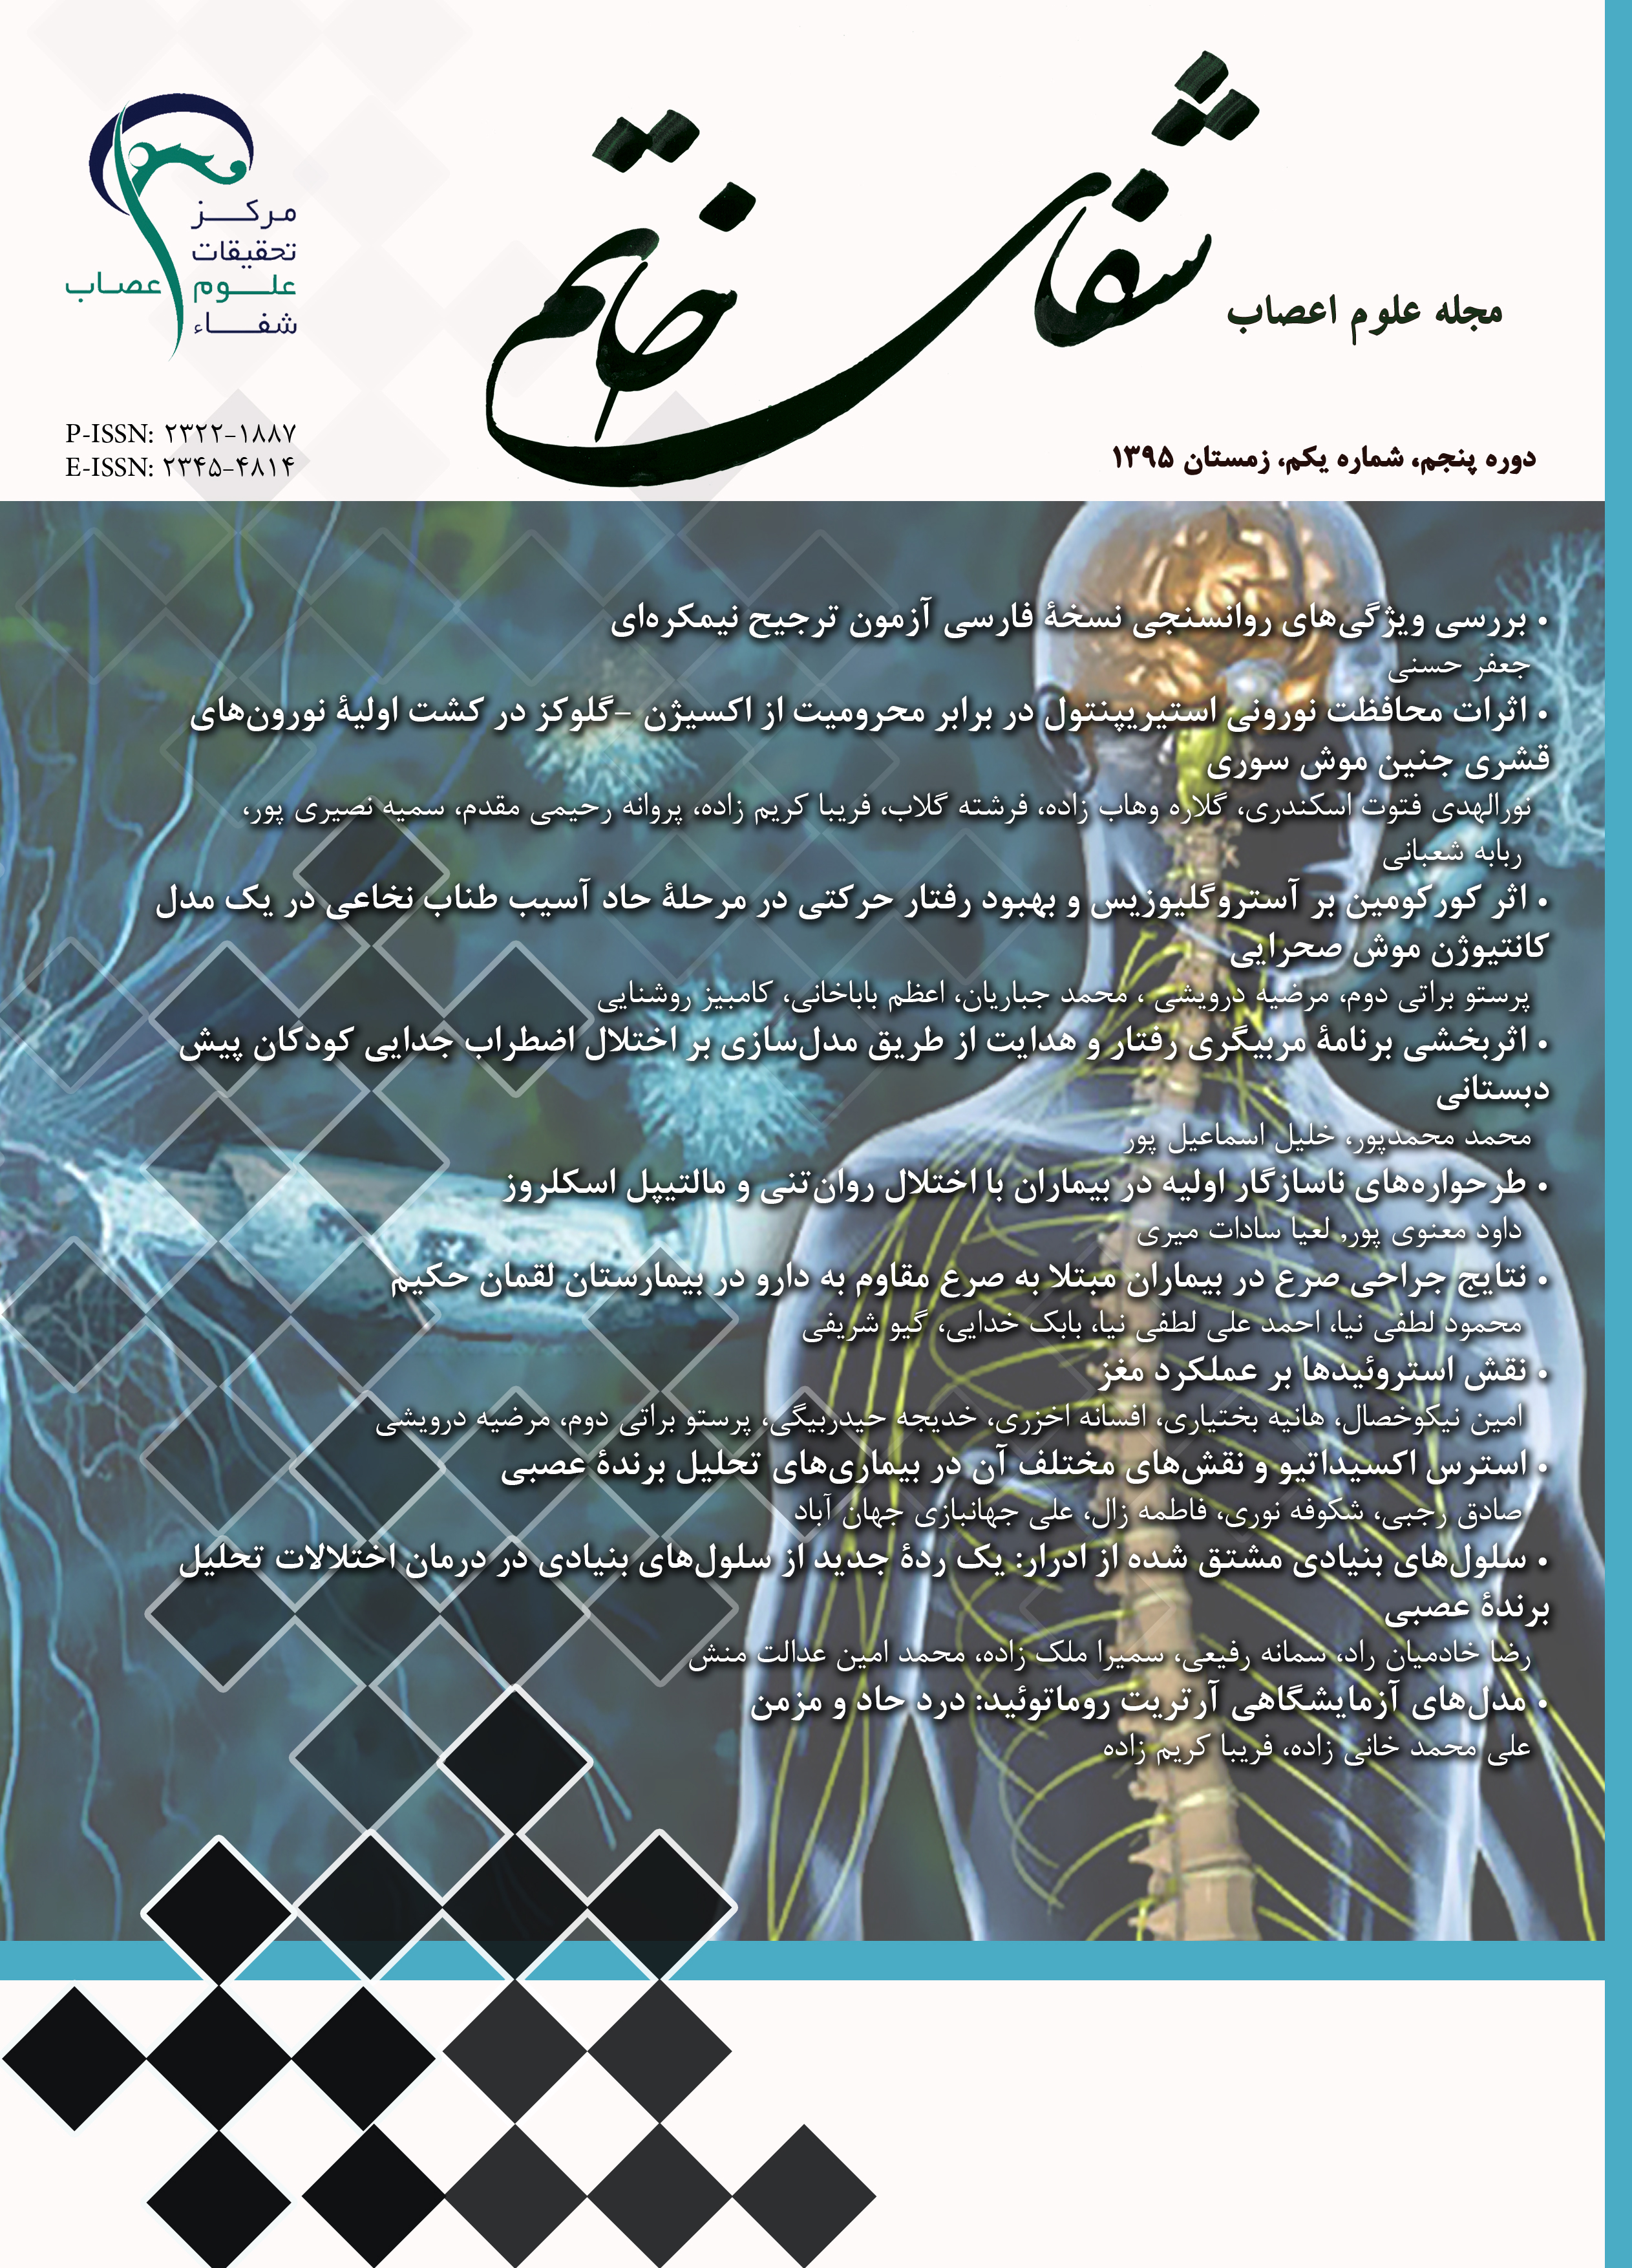 شفای خاتم
مجله علوم اعصاب
دوره پنجم، شماره یکم، زمستان ۱۳۹۵
مرکز
تحقیقات
علوم عصاب
شفاء
P-ISSN: ۲۳۲۲-۱۸۸۷
E-ISSN: ۲۳۴۵-۴۸۱۴
• بررسی ویژگی‌های روانسنجی نسخهٔ فارسی آزمون ترجیح نیمکره‌ای
جعفر حسنی
• اثرات محافظت نورونی استیریپنتول در برابر محرومیت از اکسیژن -گلوکز در کشت اولیهٔ نورون‌های
قشری جنین موش سوری
نورالهدی فتوت اسکندری، گلاره وهاب زاده، فرشته گلاب، فریبا کریم زاده، پروانه رحیمی مقدم، سمیه نصیری پور،
ربابه شعبانی
• اثر کورکومین بر آستروگلیوزیس و بهبود رفتار حرکتی در مرحلهٔ حاد آسیب طناب نخاعی در یک مدل
کانتیوژن موش صحرایی
پرستو براتی دوم، مرضیه درویشی ، محمد جباریان، اعظم باباخانی، کامبیز روشنایی
• اثربخشی برنامهٔ مربیگری رفتار و هدایت از طریق مدل‌سازی بر اختلال اضطراب جدایی کودکان پیش
دبستانی
محمد محمدپور، خلیل اسماعیل پور
• طرحواره‌های ناسازگار اولیه در بیماران با اختلال روان‌تنی و مالتیپل اسکلروز
داود معنوی پور, لعیا سادات میری
• نتایج جراحی صرع در بیماران مبتلا به صرع مقاوم به دارو در بیمارستان لقمان حکیم
محمود لطفی نیا، احمد علی لطفی نیا، بابک خدایی، گیو شریفی
• نقش استروئیدها بر عملکرد مغز
امین نیکوخصال، هانیه بختیاری، افسانه اخزری، خدیجه حیدربیگی، پرستو براتی دوم، مرضیه درویشی
• استرس اکسیداتیو و نقش‌های مختلف آن در بیماری‌های تحلیل برندهٔ عصبی
صادق رجبی، شکوفه نوری، فاطمه زال، علی جهانبازی جهان آباد
• سلول‌های بنیادی مشتق شده از ادرار: یک ردهٔ جدید از سلول‌های بنیادی در درمان اختلالات تحلیل
برندهٔ عصبی
رضا خادمیان راد، سمانه رفیعی، سمیرا ملک زاده، محمد امین عدالت منش
• مدل‌های آزمایشگاهی آرتریت روماتوئید: درد حاد و مزمن
علی محمد خانی زاده، فریبا کریم زاده